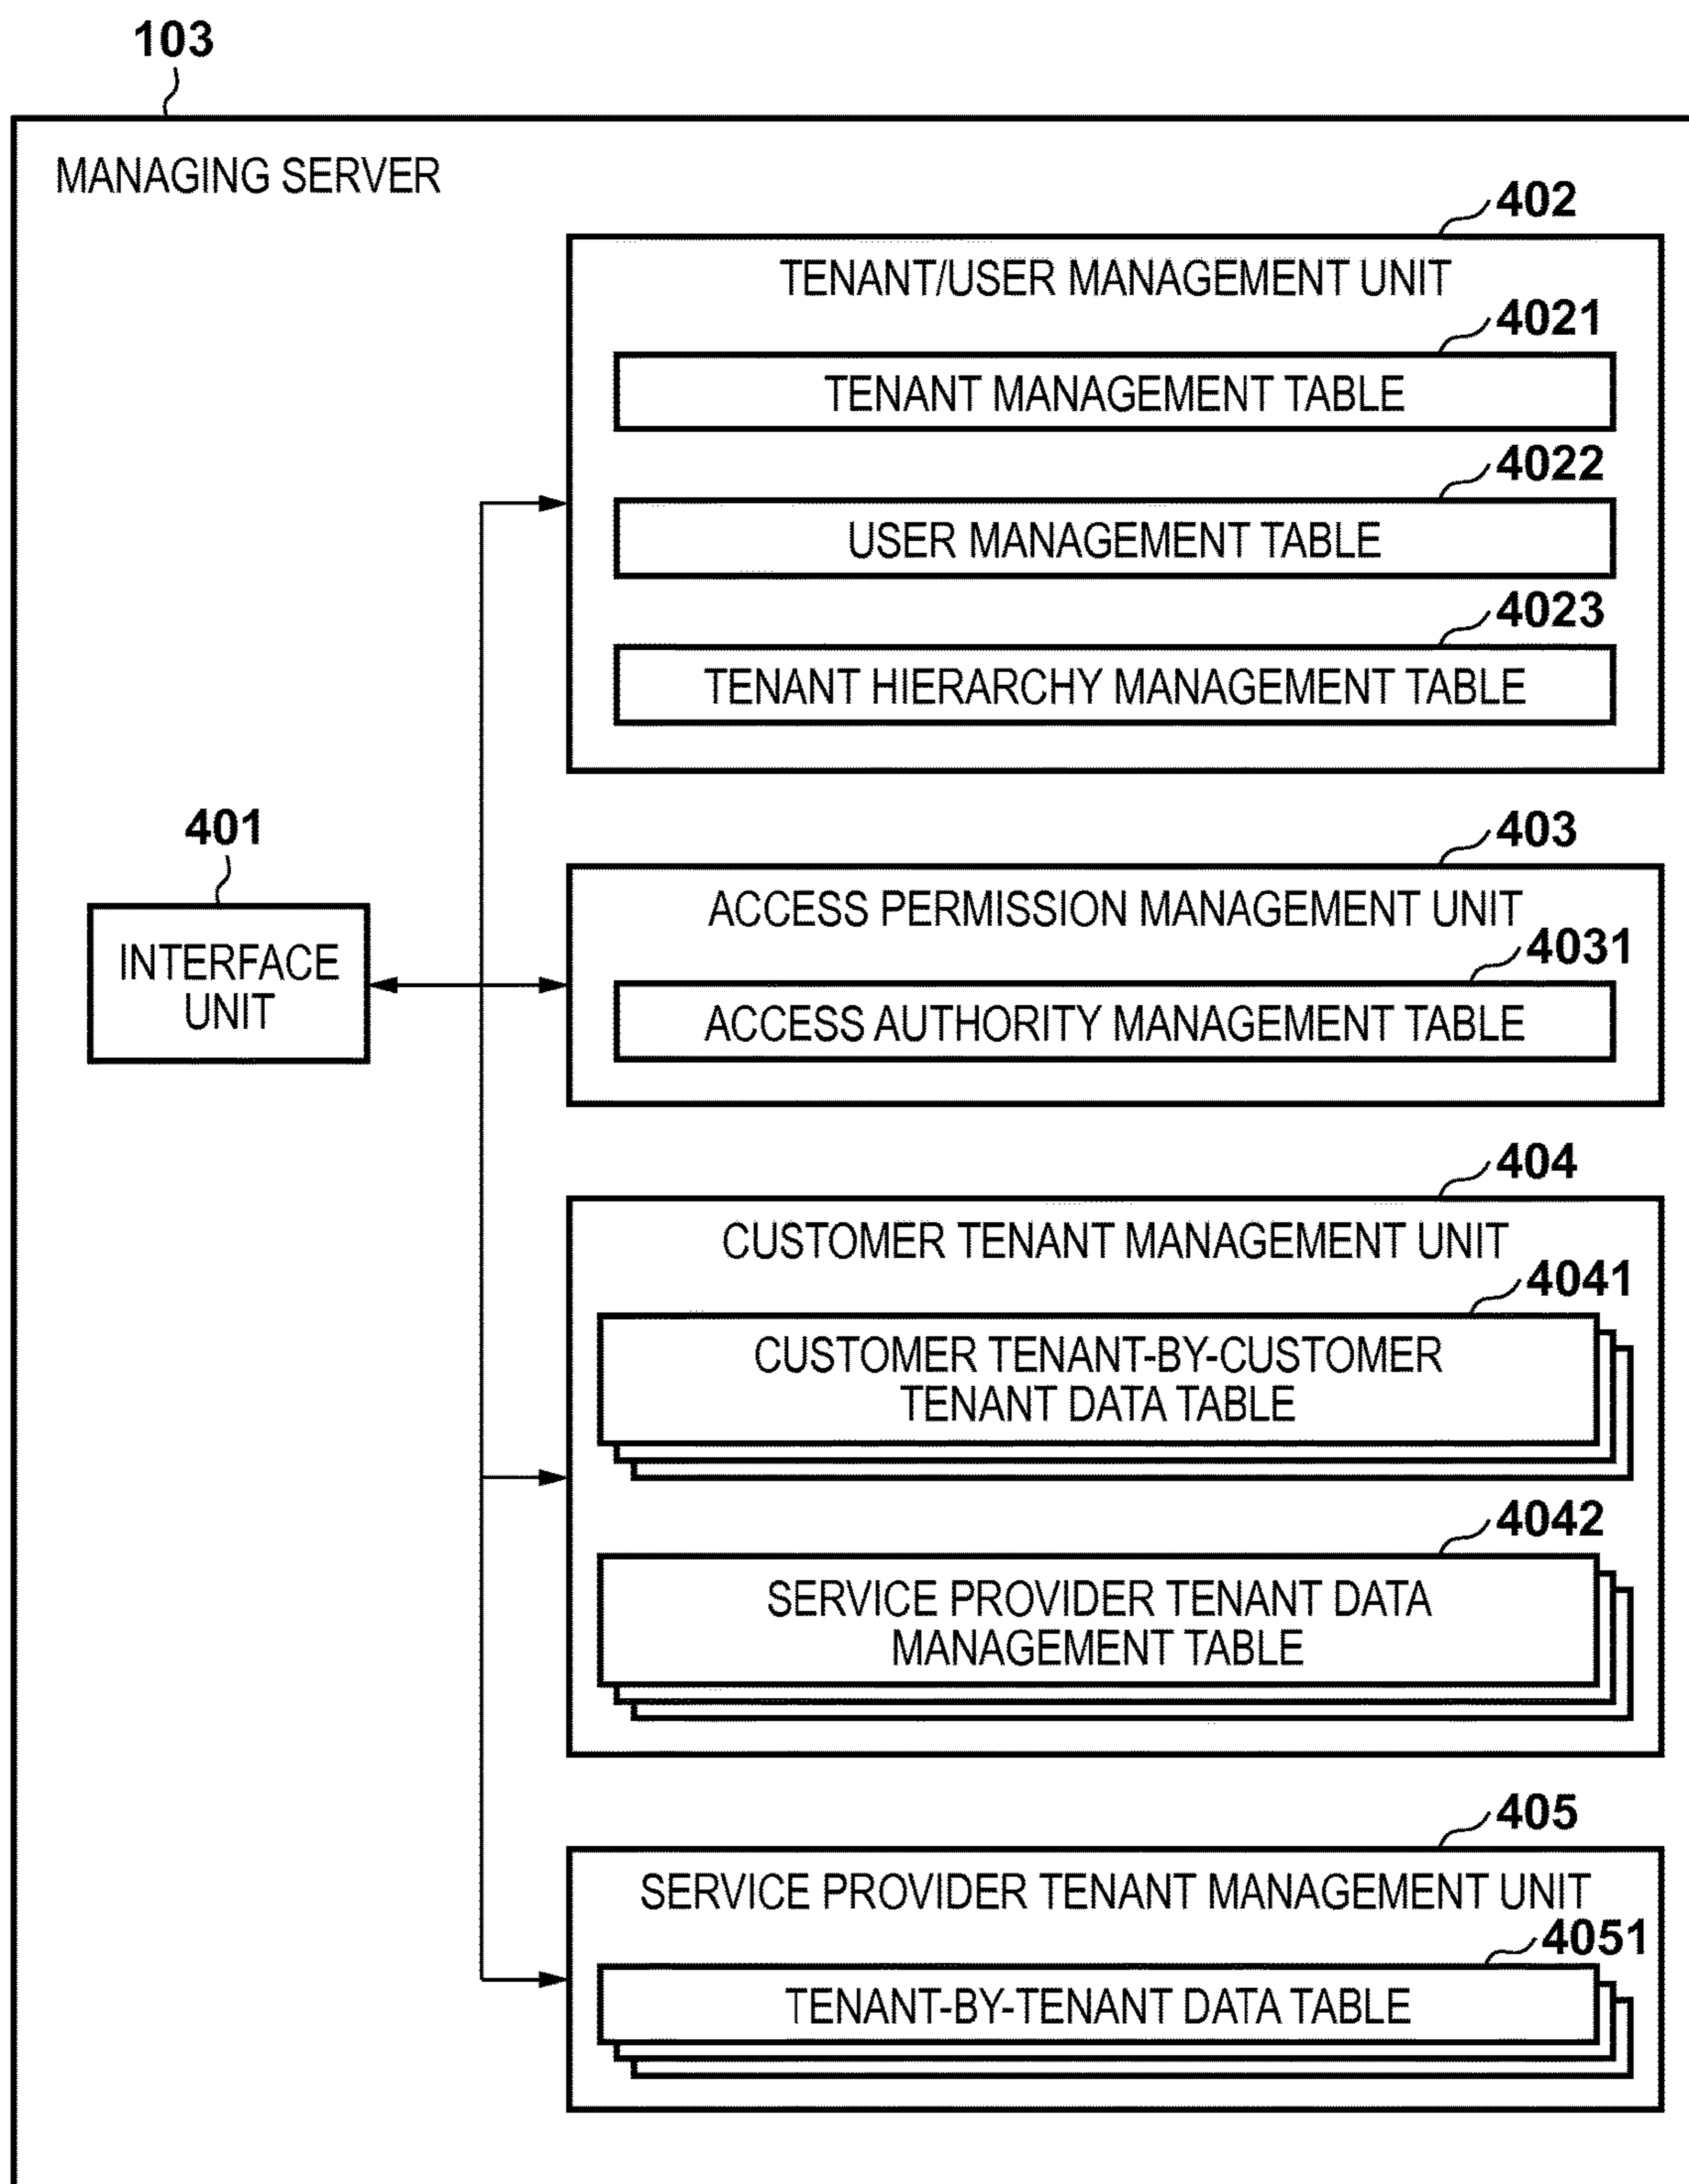 103
MANAGING SERVER
402
TENANT/USER MANAGEMENT UNIT
4021
TENANT MANAGEMENT TABLE
4022
USER MANAGEMENT TABLE
4023
TENANT HIERARCHY MANAGEMENT TABLE
401
INTERFACE
UNIT
403
ACCESS PERMISSION MANAGEMENT UNIT
4031
ACCESS AUTHORITY MANAGEMENT TABLE
404
CUSTOMER TENANT MANAGEMENT UNIT
4041
CUSTOMER TENANT-BY-CUSTOMER
TENANT DATA TABLE
4042
SERVICE PROVIDER TENANT DATA
MANAGEMENT TABLE
405
SERVICE PROVIDER TENANT MANAGEMENT UNIT
4051
TENANT-BY-TENANT DATA TABLE